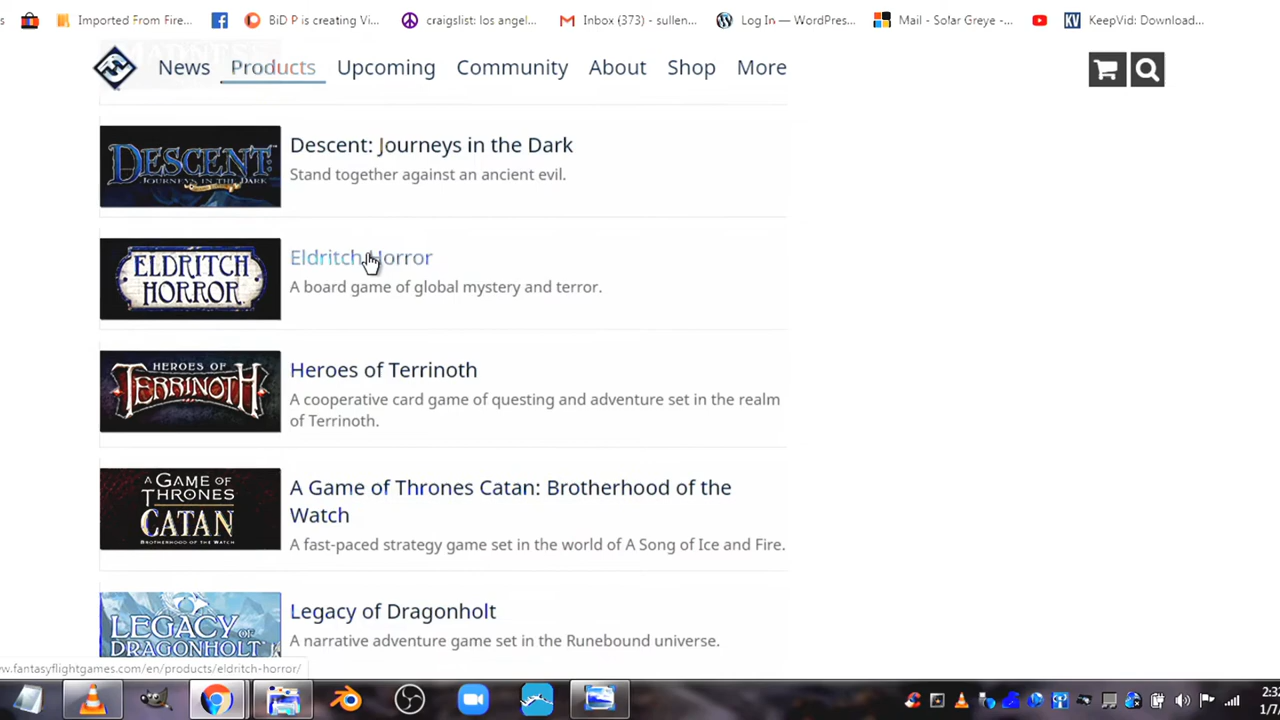 s
Imported From Fire...
BiD P is creating Vi...
craigslist: los angel...
Inbox (373) - sullen...
Log In — WordPress...
Mail - Solar Greye -...
KV KeepVid: Download...
News Products Upcoming Community About Shop More
DESCENT:
JOURNEYS IN THE DARK
Descent: Journeys in the Dark
Stand together against an ancient evil.
ELDRITCH
HORROR
Eldritch Horror
A board game of global mystery and terror.
HEROES OF
TERRINOTH
Heroes of Terrinoth
A cooperative card game of questing and adventure set in the realm
of Terrinoth.
A GAME OF
THRONES
CATAN
BROTHERHOOD OF THE WATCH
A Game of Thrones Catan: Brotherhood of the
Watch
A fast-paced strategy game set in the world of A Song of Ice and Fire.
LEGACY OF
DRAGONHOLT
Legacy of Dragonholt
A narrative adventure game set in the Runebound universe.
w.fantasyflightgames.com/en/products/eldritch-horror/
2:32
1/7/